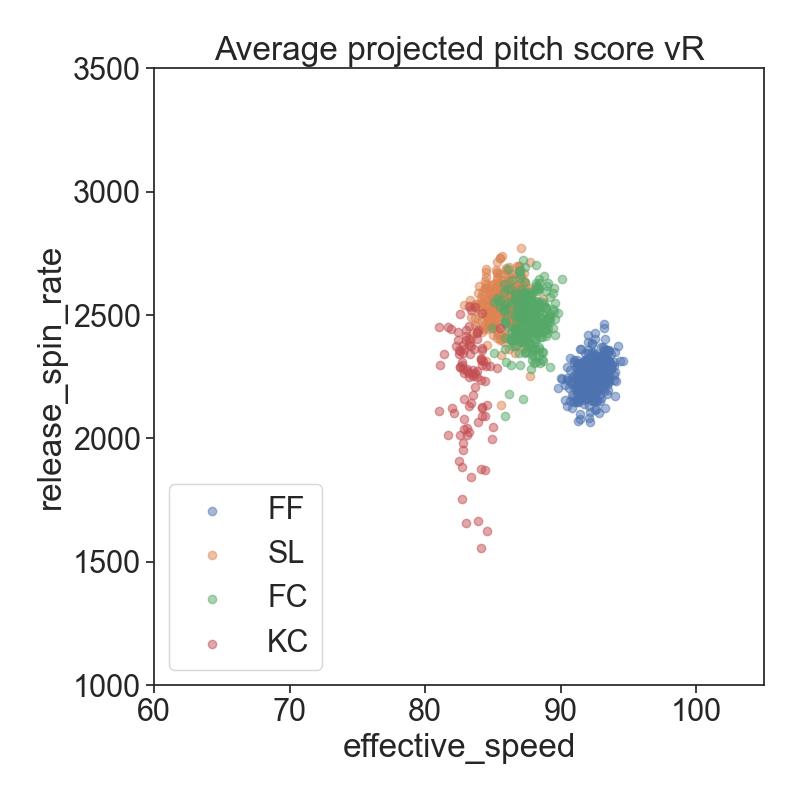 Average projected pitch score vR
3500
3000
2500
2000
1500
1000
release_spin_rate
FF
SL
FC
KC
60 70 80 90 100
effective_speed